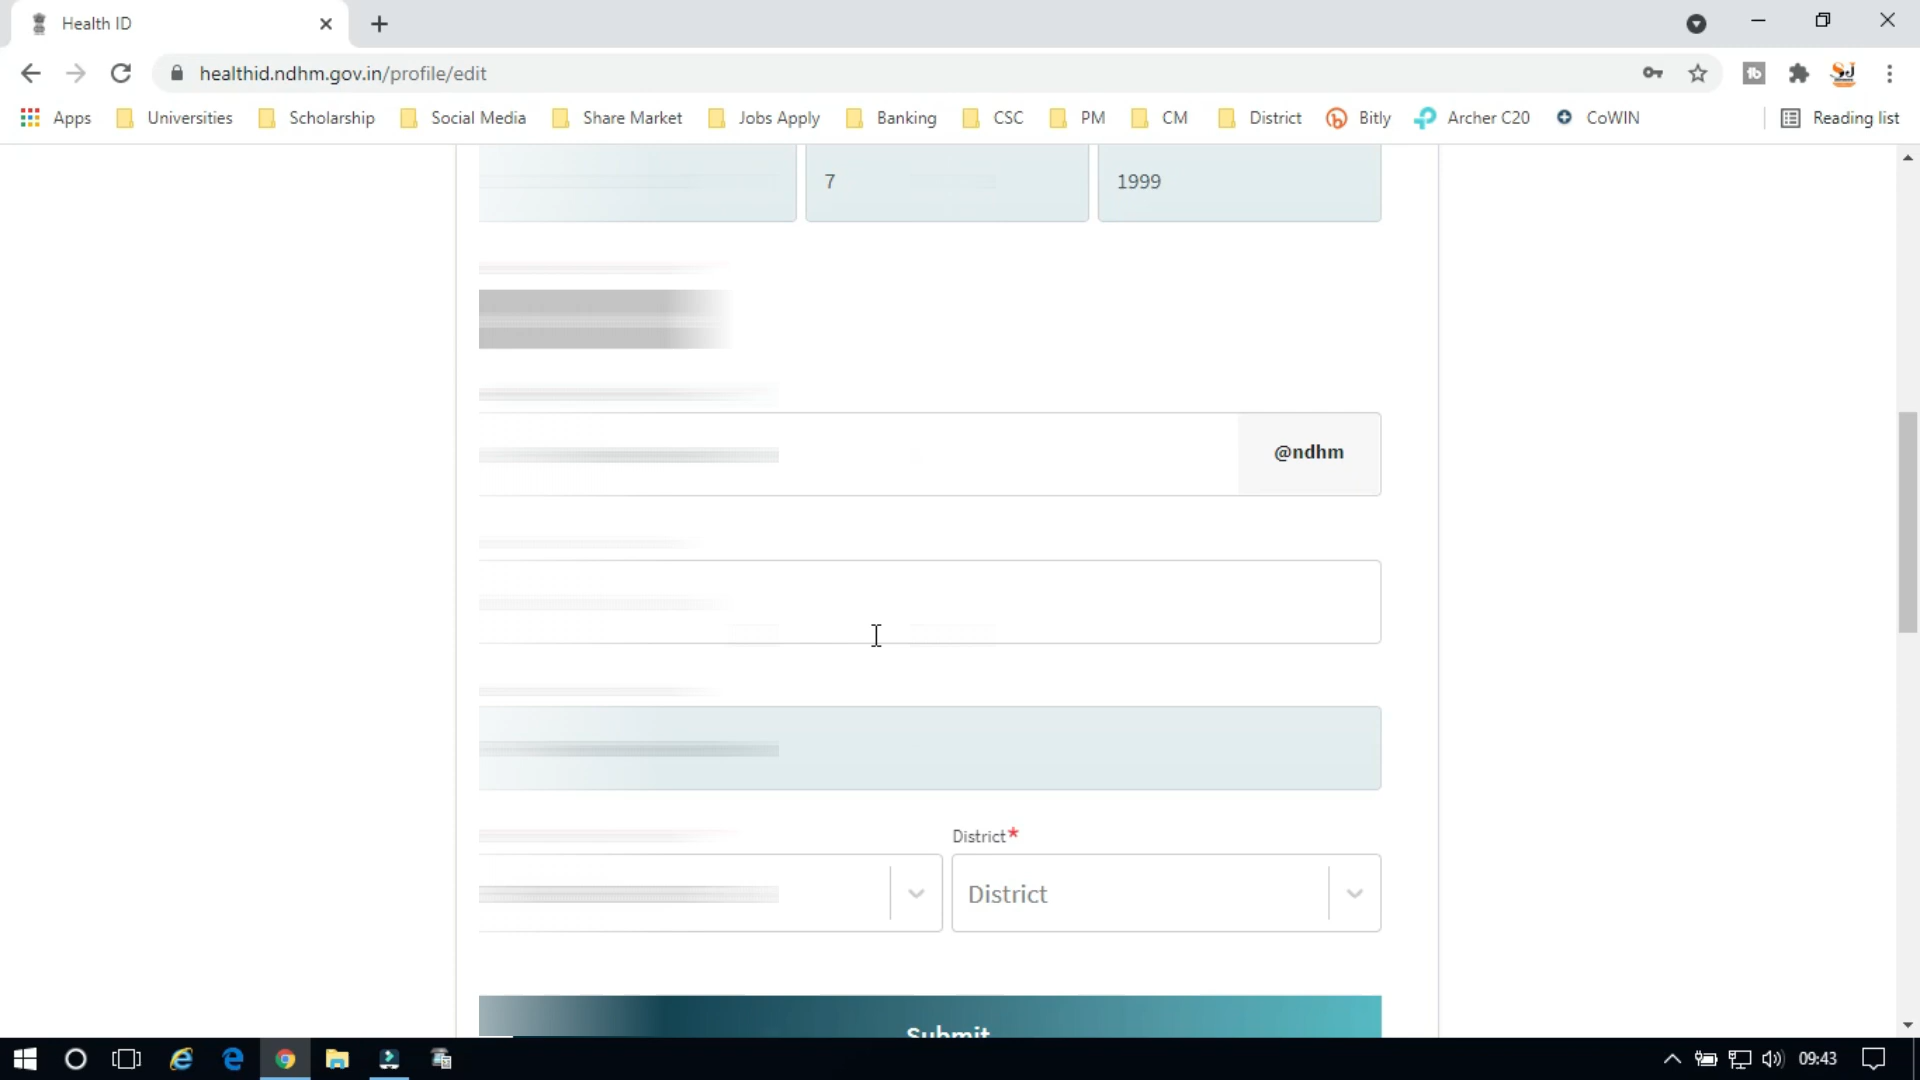 Health ID
healthid.ndhm.gov.in/profile/edit
Apps Universities Scholarship Social Media Share Market Jobs Apply Banking CSC PM CM District Bitly Archer C20 CoWIN Reading list
7 1999
@ndhm
District*
District
Submit
09:43